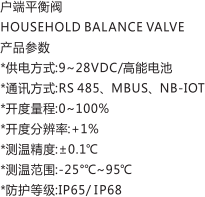 户端平衡阀
HOUSEHOLD BALANCE VALVE
产品参数
*供电方式:9~28VDC/高能电池
*通讯方式:RS 485、MBUS、NB-IOT
*开度量程:0~100%
*开度分辨率:+1%
*测温精度:±0.1℃
*测温范围:-25°℃~95℃
*防护等级:IP65/ IP68